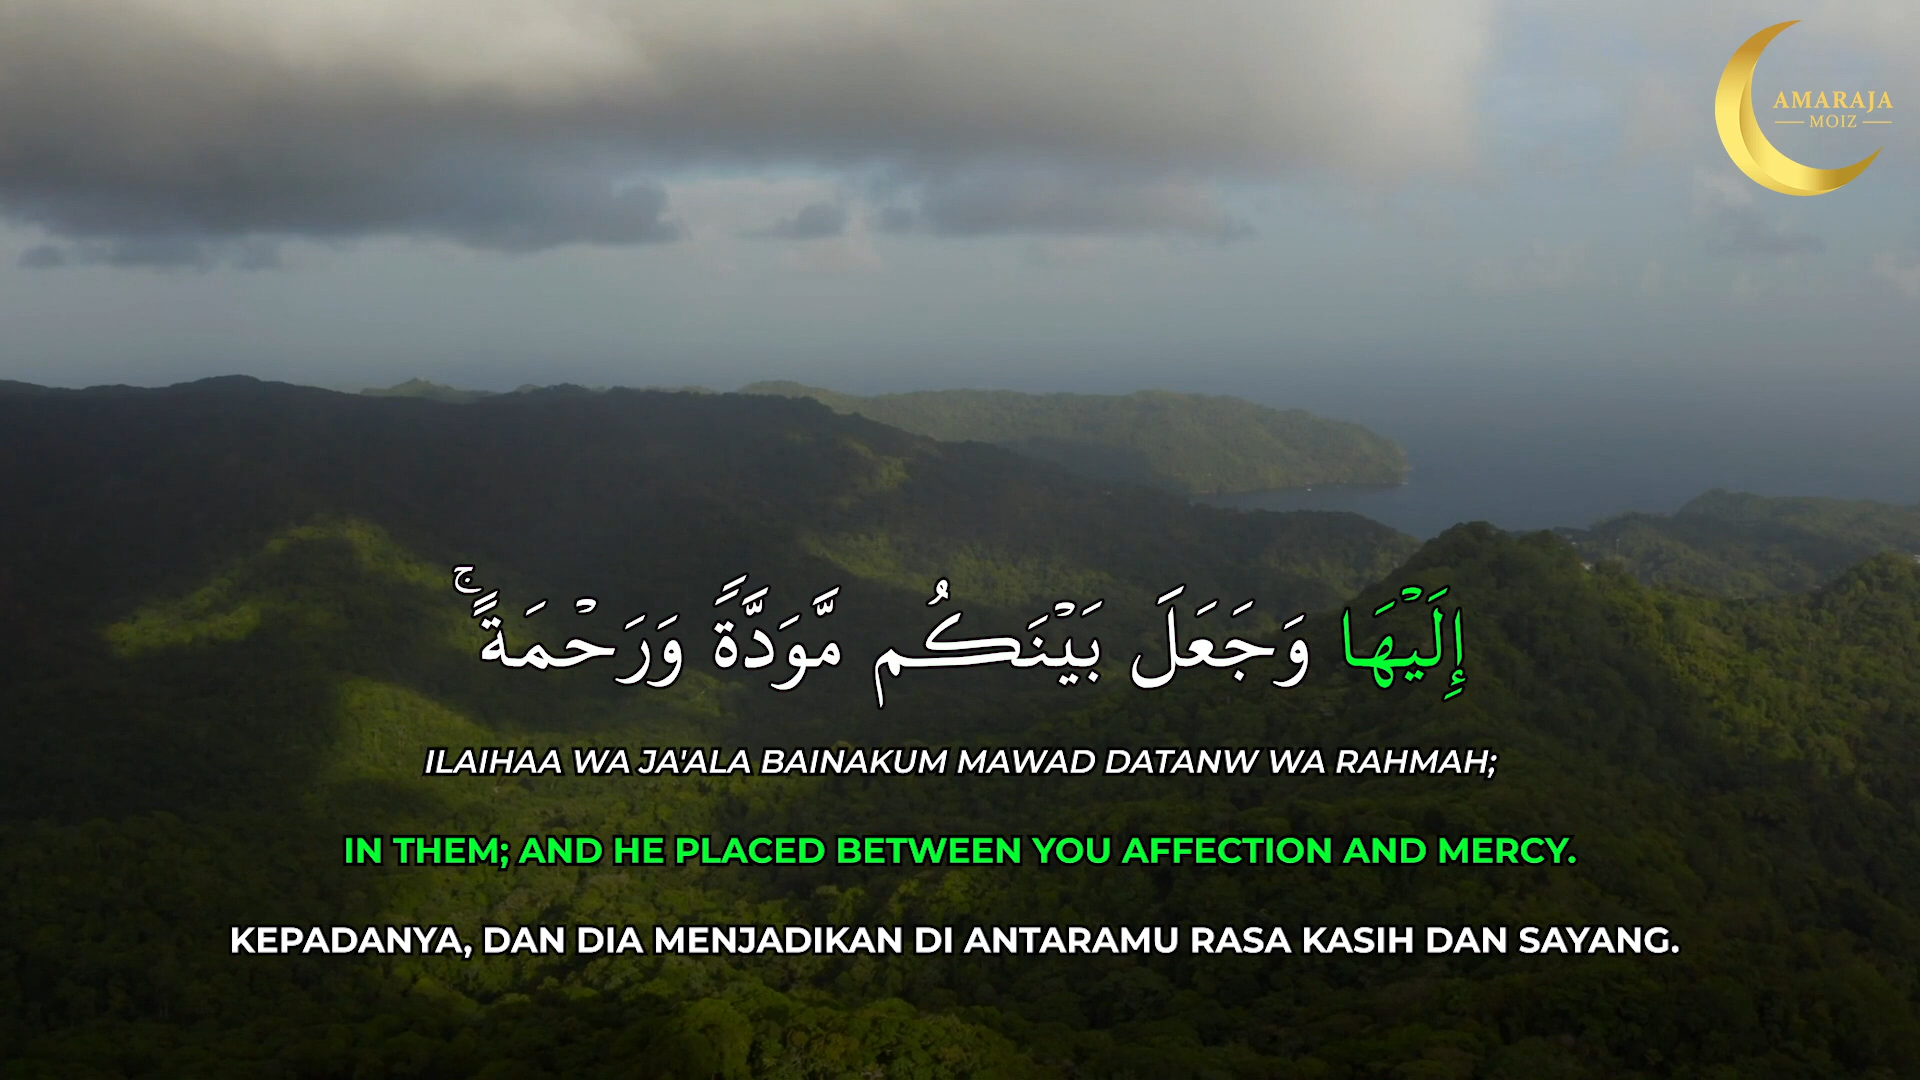 AMARAJA
MOIZ
إِلَيْهَا وَجَعَلَ بَيْنَكُم مَّوَدَّةً وَرَحْمَةً ۚ
ILAIHAA WA JA'ALA BAINAKUM MAWAD DATANW WA RAHMAH;
IN THEM; AND HE PLACED BETWEEN YOU AFFECTION AND MERCY.
KEPADANYA, DAN DIA MENJADIKAN DI ANTARAMU RASA KASIH DAN SAYANG.